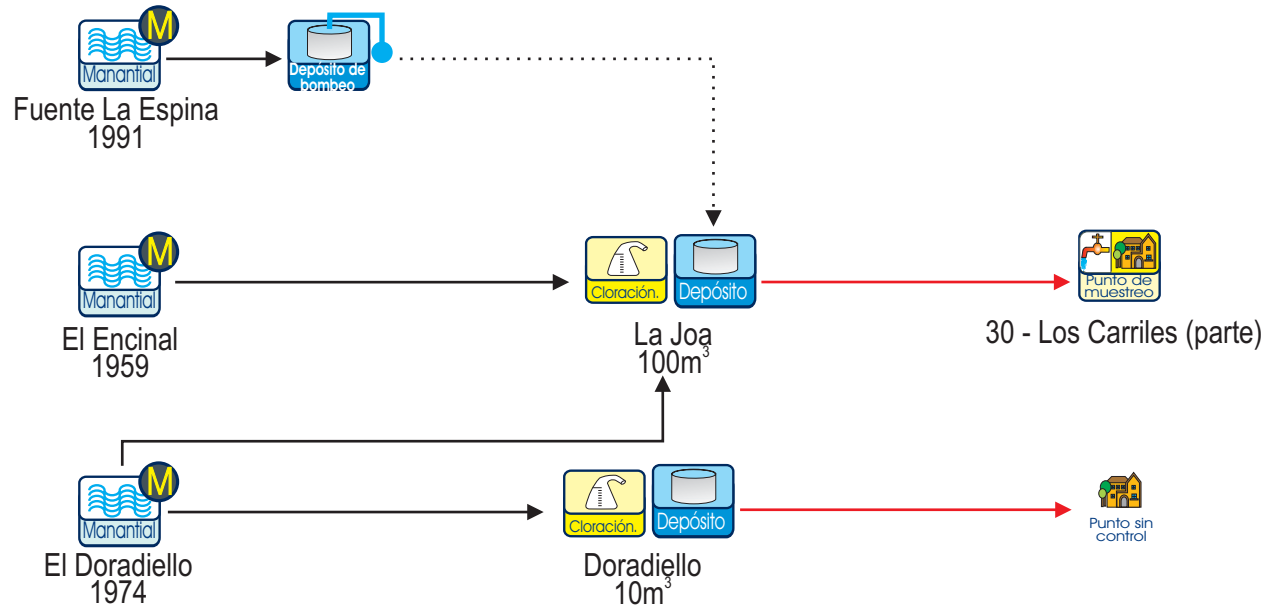 M
Manantial
Fuente La Espina
1991
Depósito de
bombeo
M
Manantial
El Encinal
1959
Cloración.
Depósito
La Joa
100m³
Punto de
muestreo
30 - Los Carriles (parte)
M
Manantial
El Doradiello
1974
Cloración.
Depósito
Doradiello
10m³
Punto sin
control